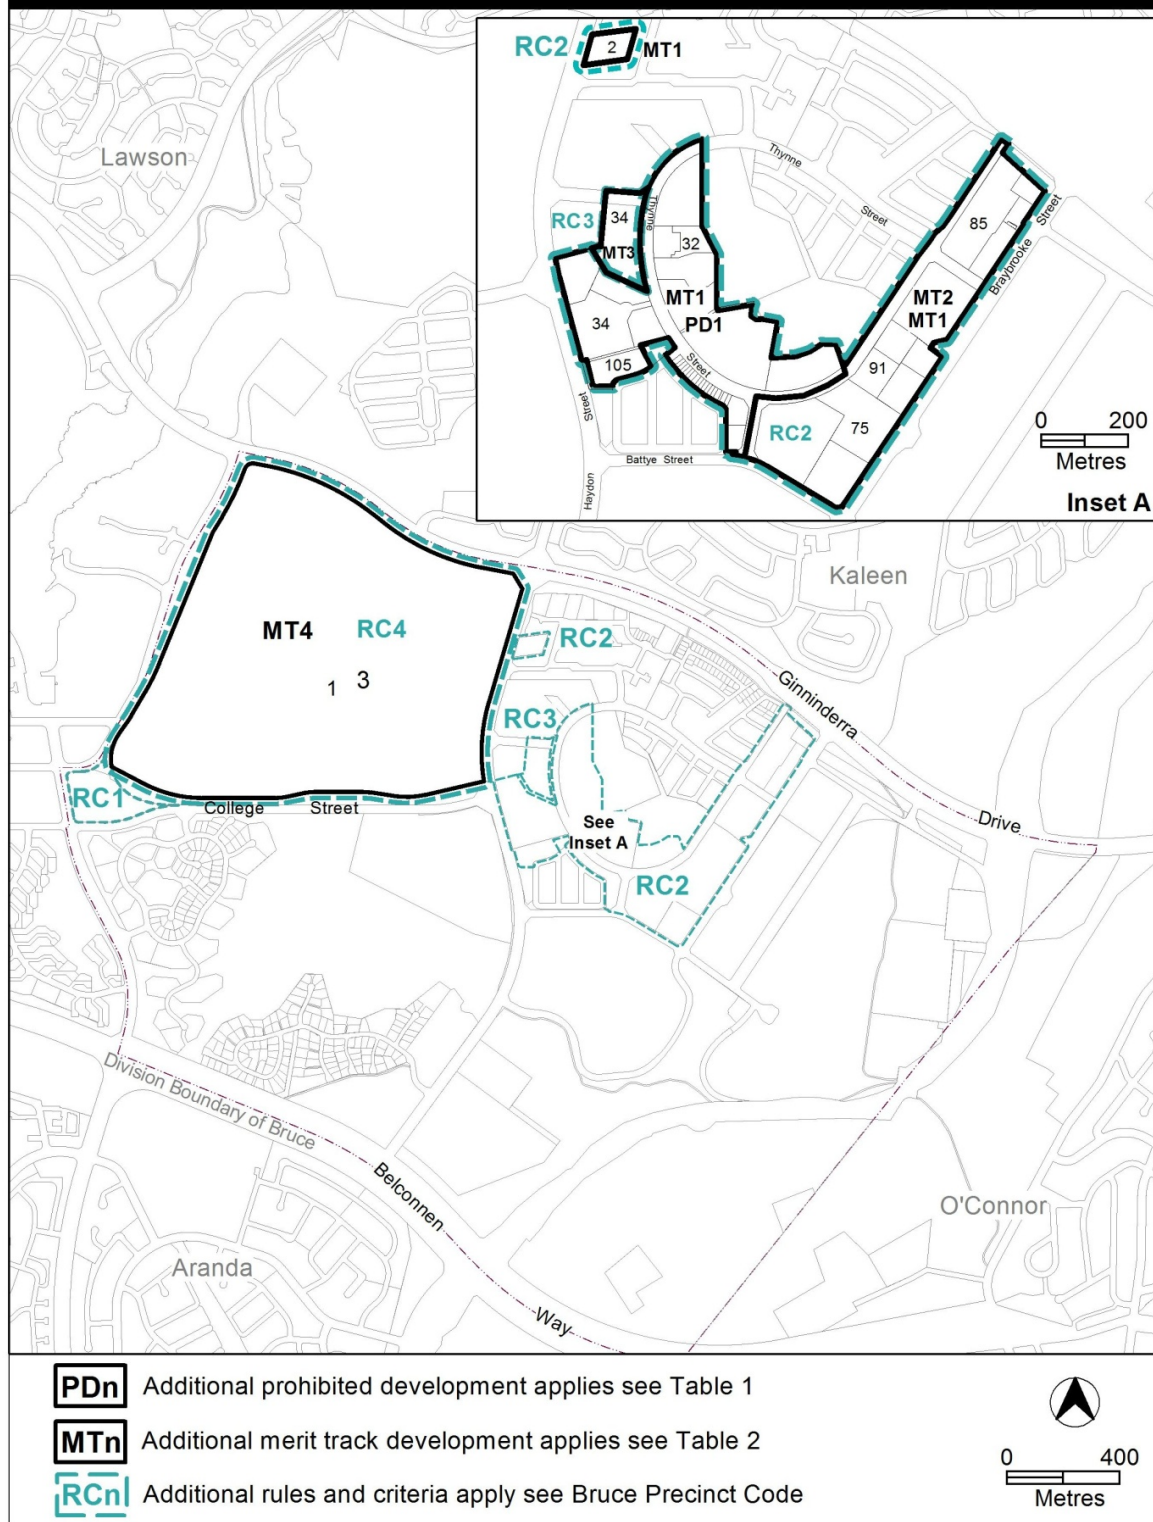 RC2
2
MT1
Lawson
Thynne
Street
RC3
34
MT3
Thynne
32
85
Street
Braybrooke
MT1
PD1
MT2
MT1
34
105
Street
91
RC2
75
Street
Battye Street
Haydon
0 200
Metres
Inset A
Kaleen
MT4
RC4
RC2
1
3
Ginninderra
RC3
RC1
College Street
See
Inset A
Drive
RC2
Division Boundary of Bruce
Belconnen
O'Connor
Aranda
Way
PDn Additional prohibited development applies see Table 1
MTn Additional merit track development applies see Table 2
RCn Additional rules and criteria apply see Bruce Precinct Code
0 400
Metres